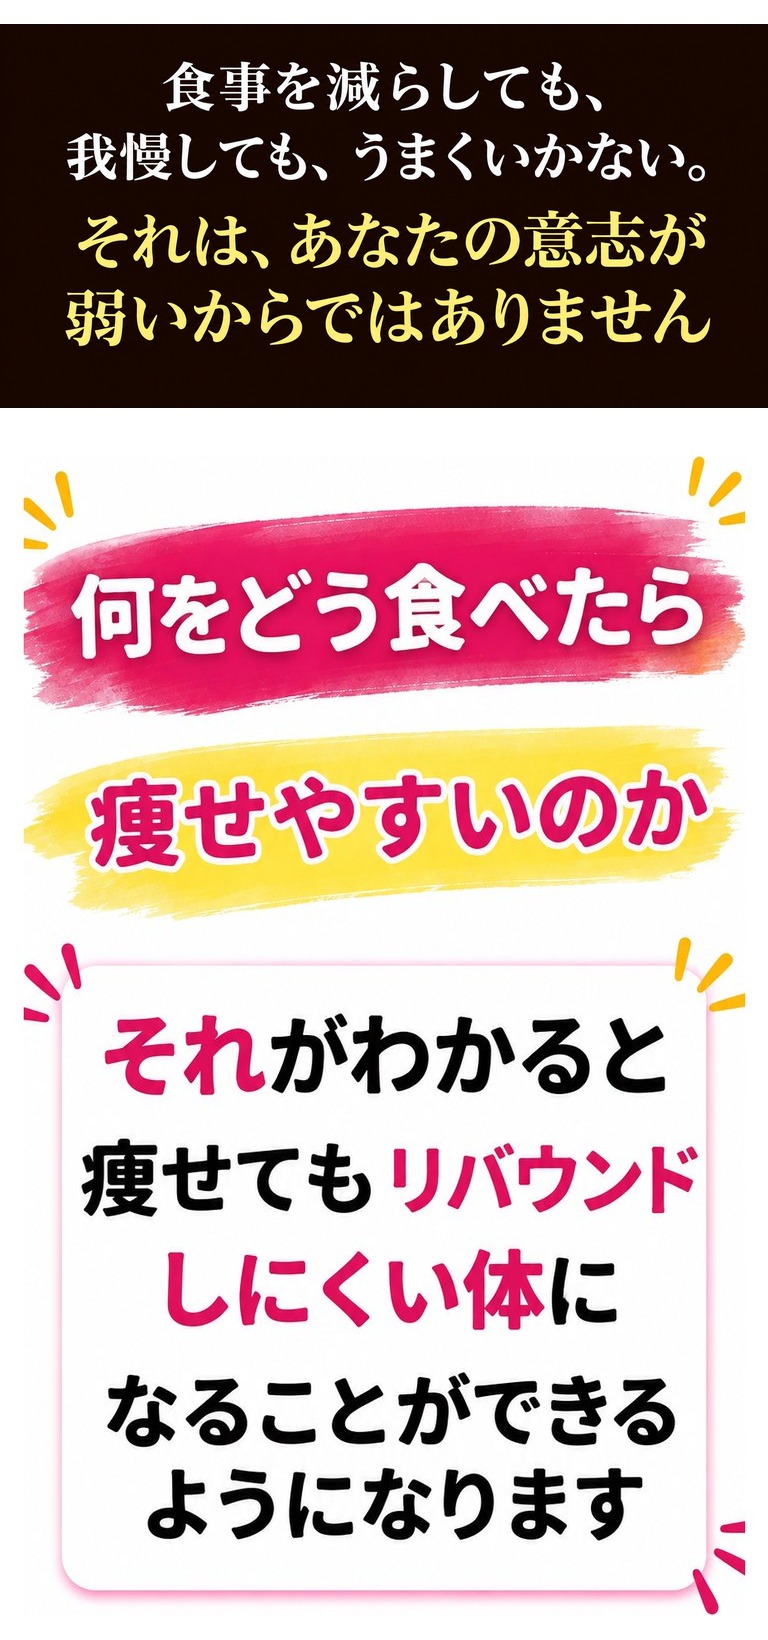 食事を減らしても、
我慢しても、うまくいかない。
それは、あなたの意志が
弱いからではありません
何をどう食べたら
痩せやすいのか
それがわかると
痩せてもリバウンド
しにくい体に
なることができる
ようになります